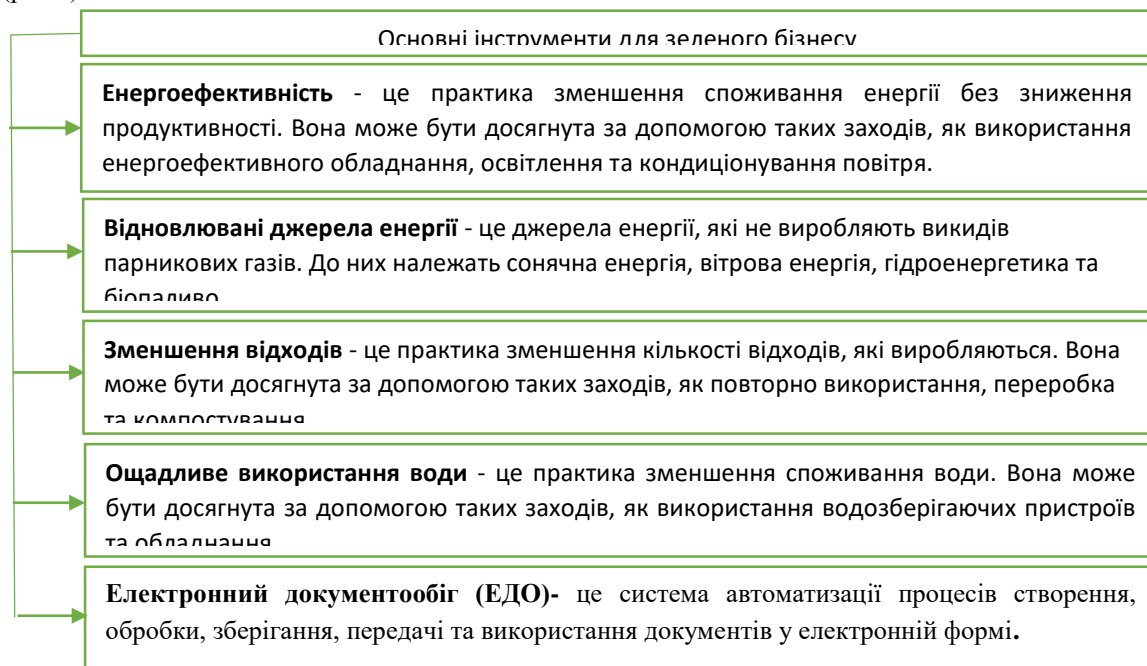 Основні інструменти для зеленого бізнесу
Енергоефективність - це практика зменшення споживання енергії без зниження
продуктивності. Вона може бути досягнута за допомогою таких заходів, як використання
енергоефективного обладнання, освітлення та кондиціонування повітря.
Відновлювані джерела енергії - це джерела енергії, які не виробляють викидів
парникових газів. До них належать сонячна енергія, вітрова енергія, гідроенергетика та
біопаливо
Зменшення відходів - це практика зменшення кількості відходів, які виробляються. Вона
може бути досягнута за допомогою таких заходів, як повторно використання, переробка
та компостування
Ощадливе використання води - це практика зменшення споживання води. Вона може
бути досягнута за допомогою таких заходів, як використання водозберігаючих пристроїв
та обладнання
Електронний документообіг (ЕДО)- це система автоматизації процесів створення,
обробки, зберігання, передачі та використання документів у електронній формі.